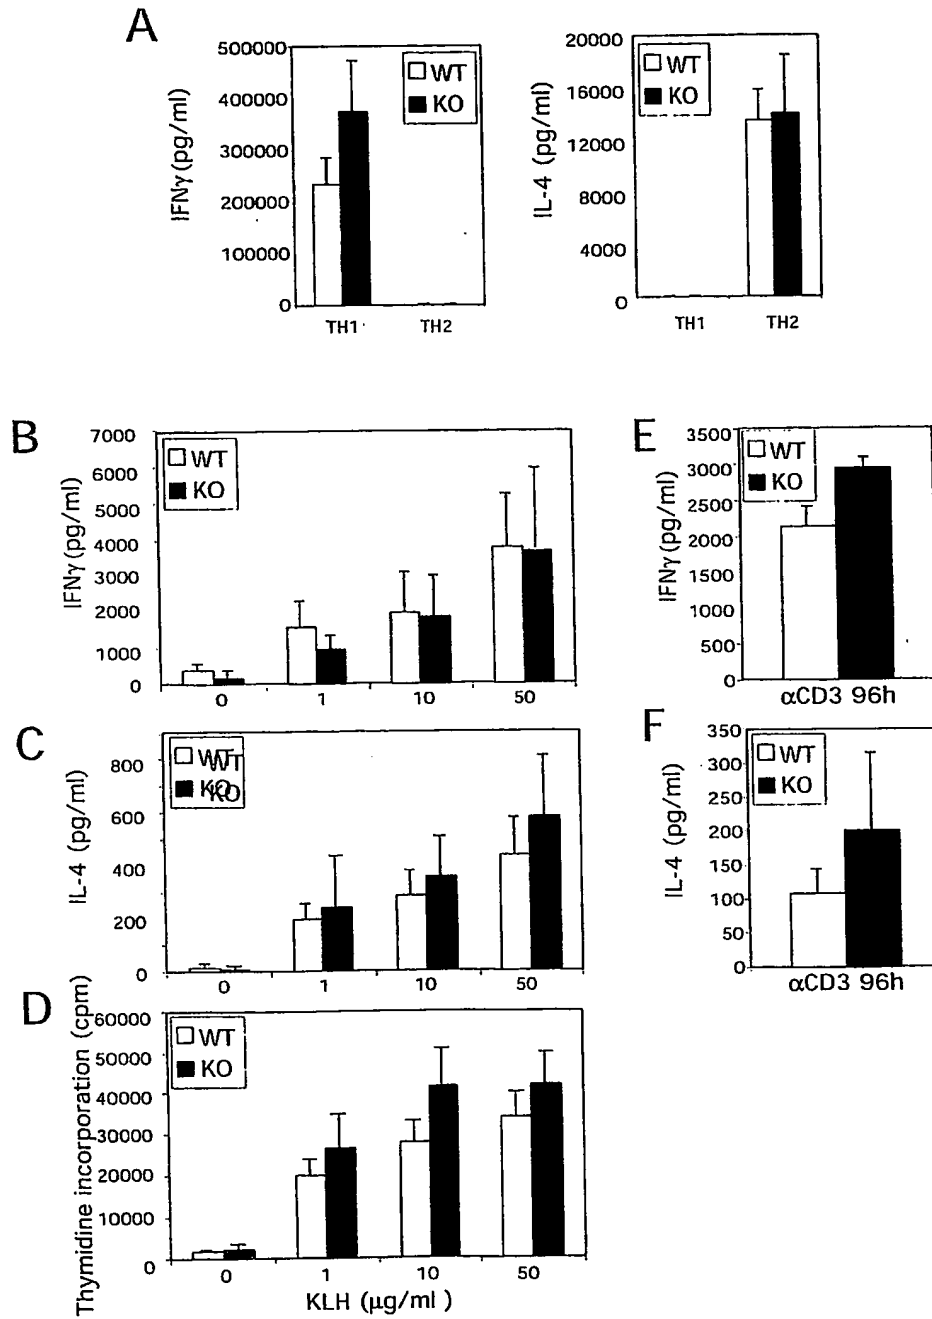 A
IFNγ (pg/ml)
500000
400000
300000
200000
100000
0
WT
KO
TH1
TH2
IL-4 (pg/ml)
20000
16000
12000
8000
4000
0
WT
KO
TH1
TH2
B
IFNγ (pg/ml)
7000
6000
5000
4000
3000
2000
1000
0
WT
KO
0 1 10 50
E
IFNγ (pg/ml)
3500
3000
2500
2000
1500
1000
500
0
WT
KO
αCD3 96h
C
IL-4 (pg/ml)
800
600
400
200
0
WT
WT
KO
KO
0 1 10 50
F
IL-4 (pg/ml)
350
300
250
200
150
100
50
0
WT
KO
αCD3 96h
D
Thymidine incorporation (cpm)
60000
50000
40000
30000
20000
10000
0
WT
KO
0 1 10 50
KLH (μg/ml )